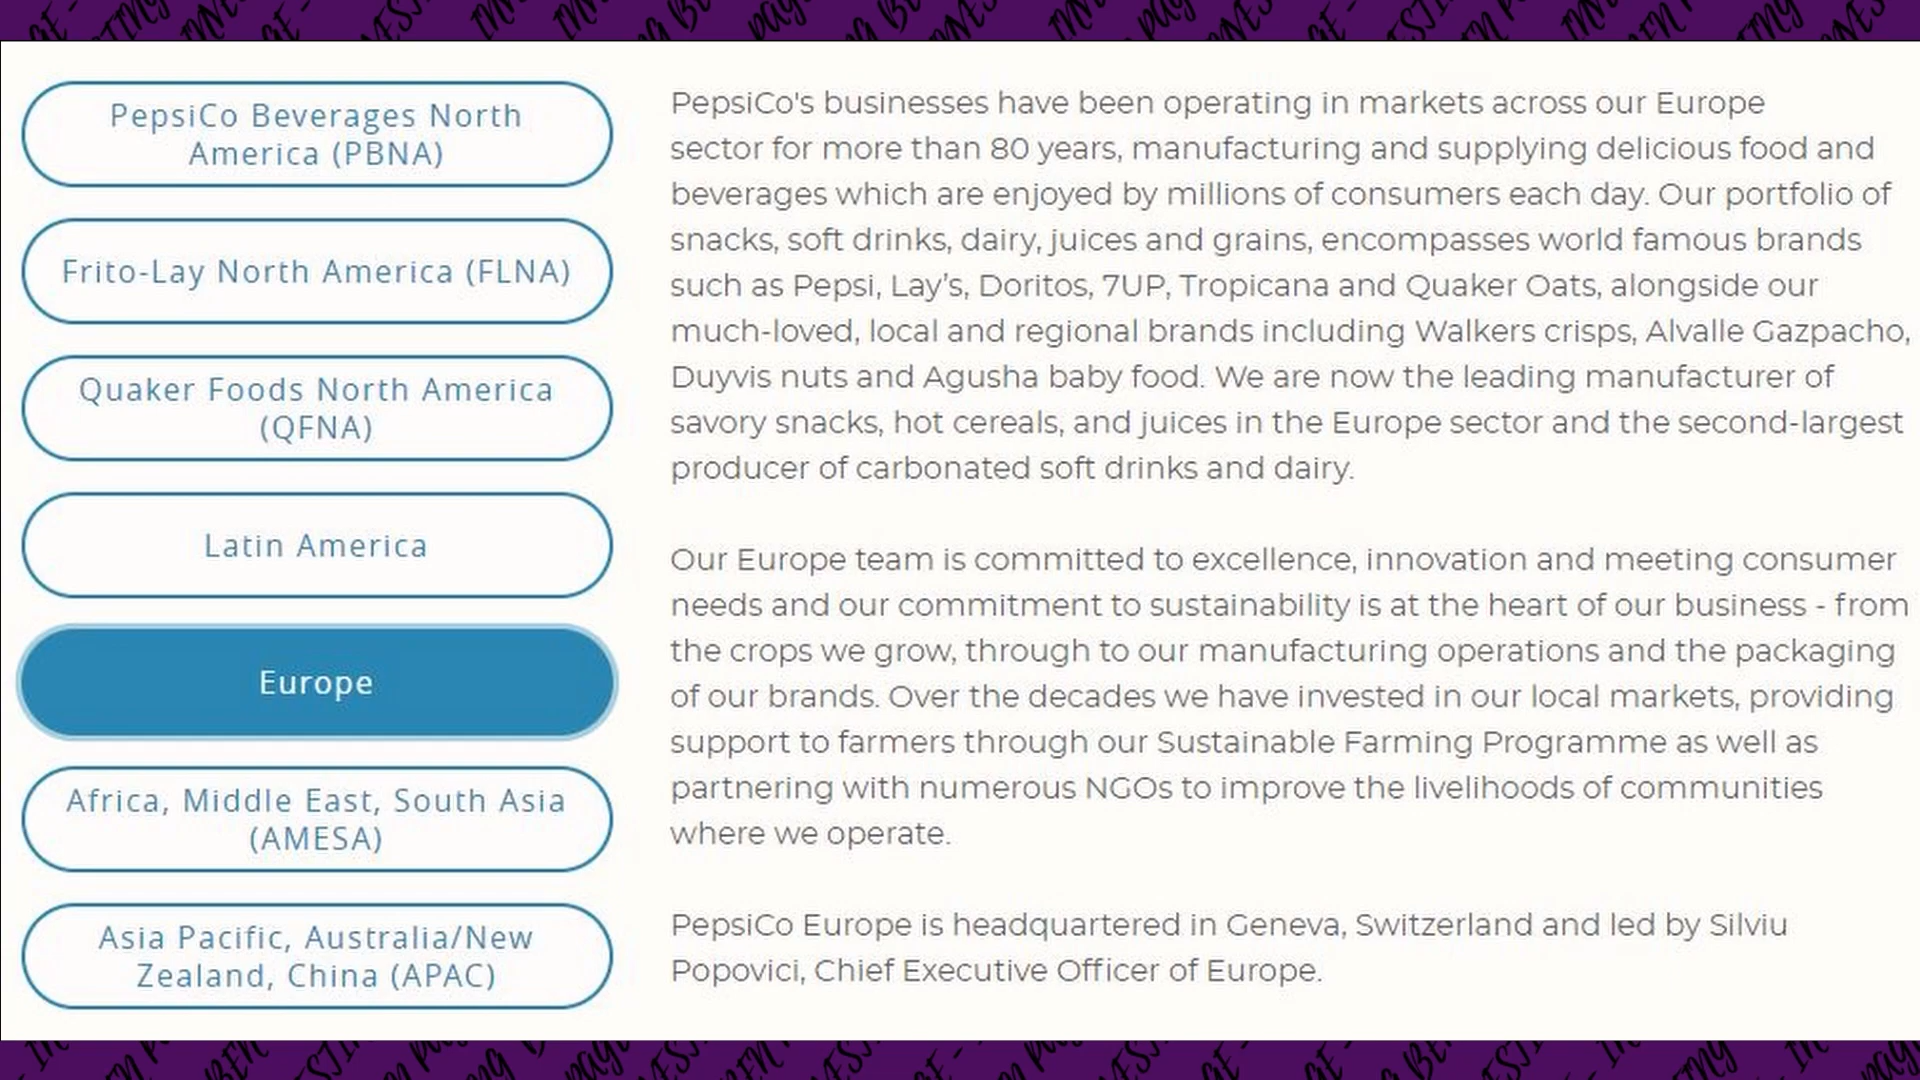 PepsiCo Beverages North
America (PBNA)
Frito-Lay North America (FLNA)
Quaker Foods North America
(QFNA)
Latin America
Europe
Africa, Middle East, South Asia
(AMESA)
Asia Pacific, Australia/New
Zealand, China (APAC)
PepsiCo's businesses have been operating in markets across our Europe
sector for more than 80 years, manufacturing and supplying delicious food and
beverages which are enjoyed by millions of consumers each day. Our portfolio of
snacks, soft drinks, dairy, juices and grains, encompasses world famous brands
such as Pepsi, Lay’s, Doritos, 7UP, Tropicana and Quaker Oats, alongside our
much-loved, local and regional brands including Walkers crisps, Alvalle Gazpacho,
Duyvis nuts and Agusha baby food. We are now the leading manufacturer of
savory snacks, hot cereals, and juices in the Europe sector and the second-largest
producer of carbonated soft drinks and dairy.
Our Europe team is committed to excellence, innovation and meeting consumer
needs and our commitment to sustainability is at the heart of our business - from
the crops we grow, through to our manufacturing operations and the packaging
of our brands. Over the decades we have invested in our local markets, providing
support to farmers through our Sustainable Farming Programme as well as
partnering with numerous NGOs to improve the livelihoods of communities
where we operate.
PepsiCo Europe is headquartered in Geneva, Switzerland and led by Silviu
Popovici, Chief Executive Officer of Europe.